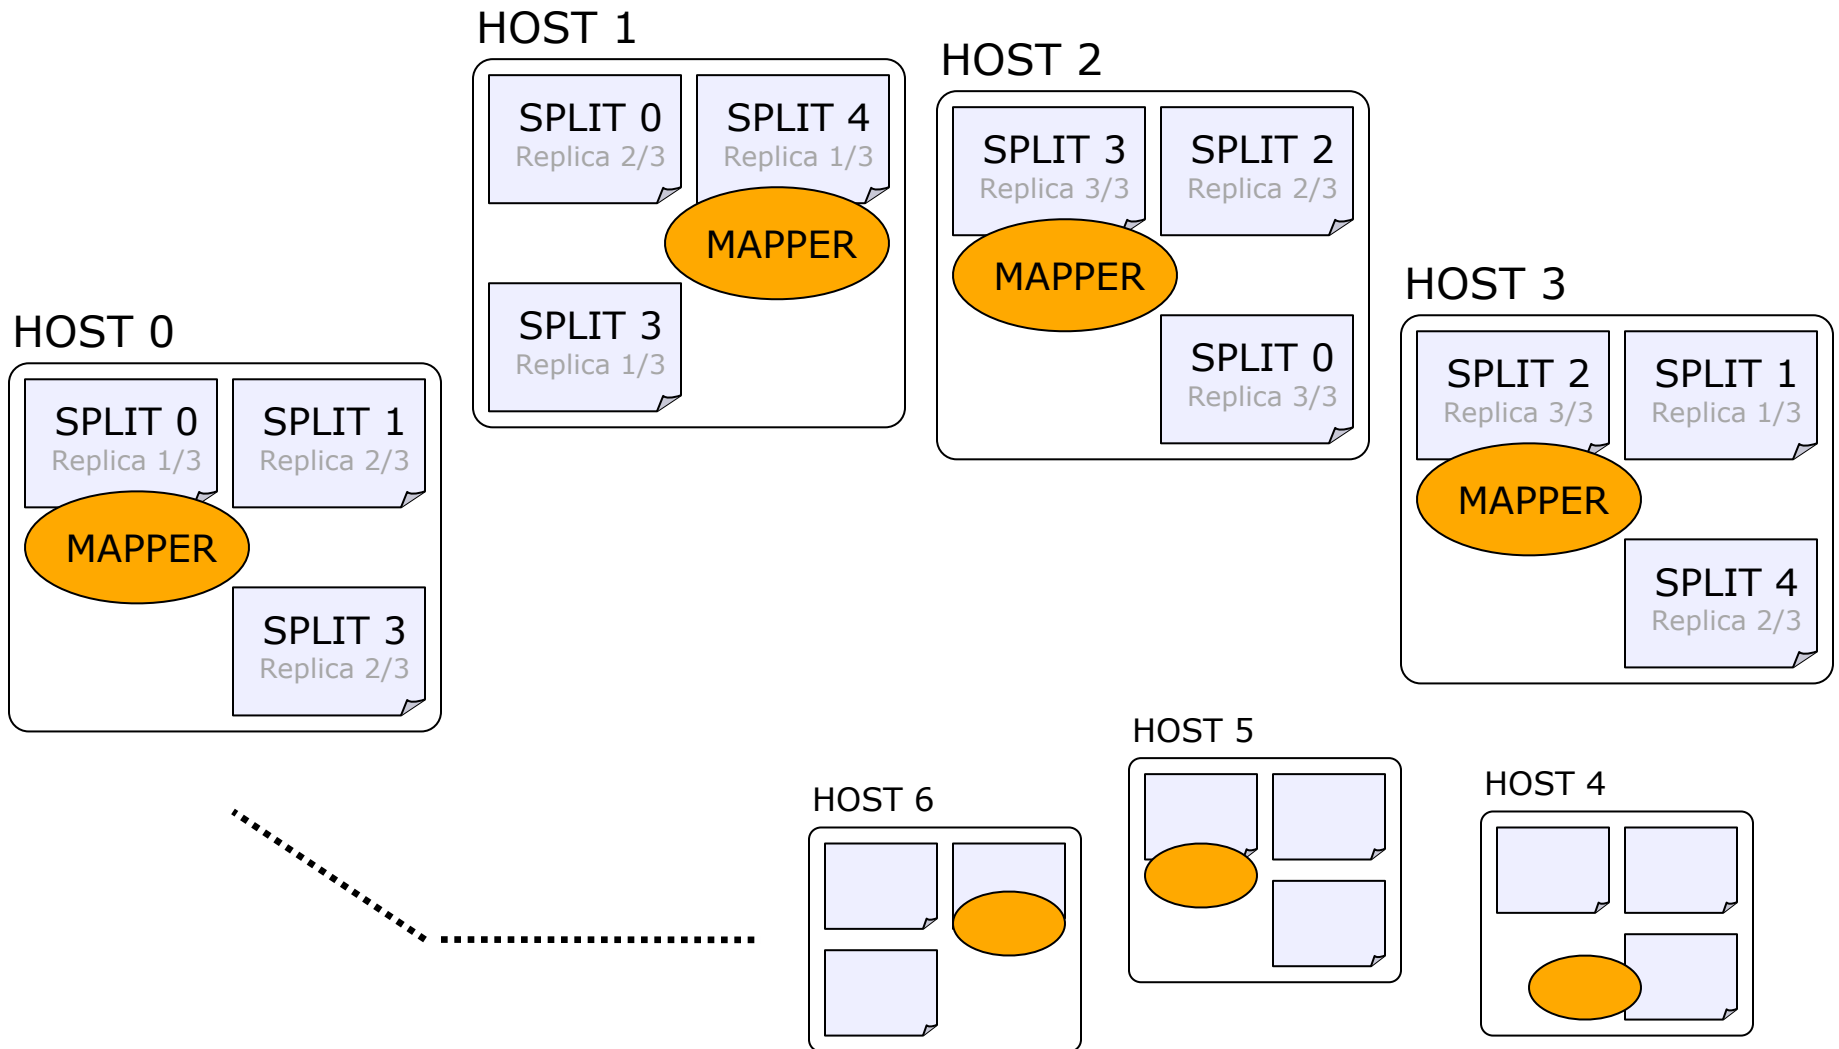 HOST 1
SPLIT 0
Replica 2/3
SPLIT 4
Replica 1/3
MAPPER
SPLIT 3
Replica 1/3
HOST 2
SPLIT 3
Replica 3/3
SPLIT 2
Replica 2/3
MAPPER
SPLIT 0
Replica 3/3
HOST 3
SPLIT 2
Replica 3/3
SPLIT 1
Replica 1/3
MAPPER
SPLIT 4
Replica 2/3
HOST 0
SPLIT 0
Replica 1/3
SPLIT 1
Replica 2/3
MAPPER
SPLIT 3
Replica 2/3
HOST 6
HOST 5
HOST 4